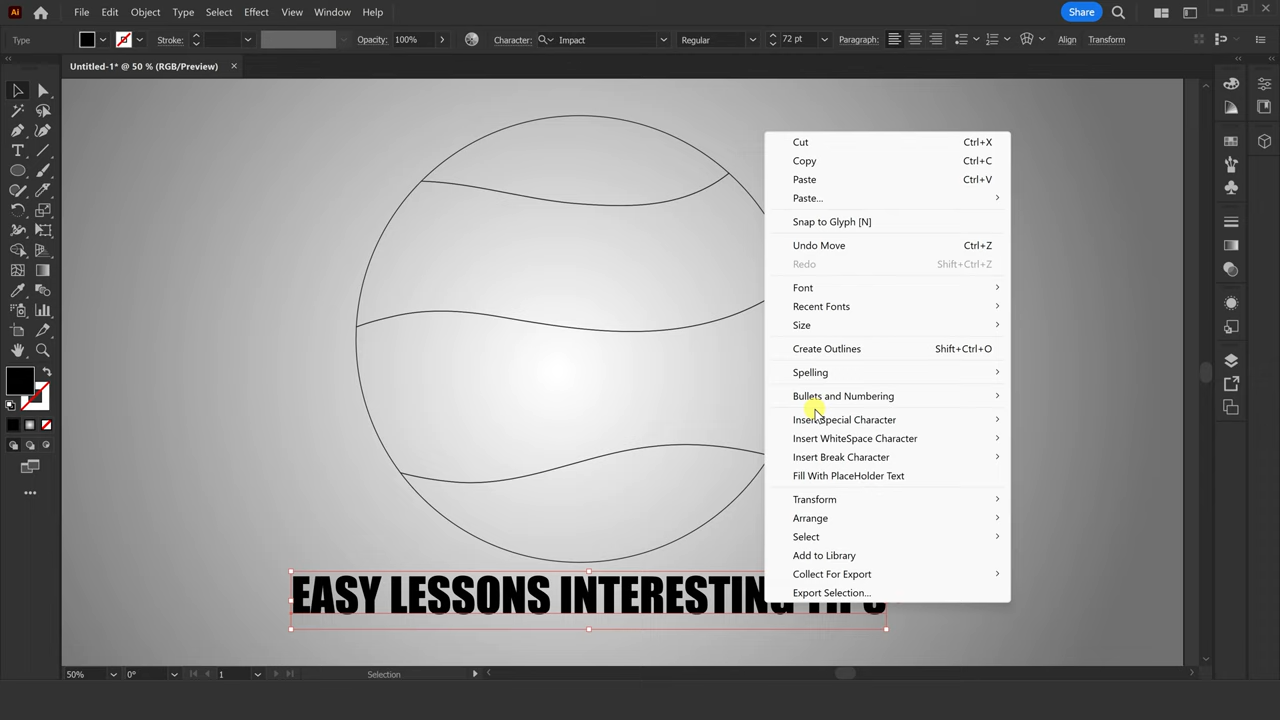 Ai File Edit Object Type Select Effect View Window Help Share
Type Stroke: Opacity: 100% Character: Impact Regular 72 pt Paragraph: Align Transform
Untitled-1* @ 50 % (RGB/Preview) ×
Cut Ctrl+X
Copy Ctrl+C
Paste Ctrl+V
Paste...
Snap to Glyph [N]
Undo Move Ctrl+Z
Redo Shift+Ctrl+Z
Font
Recent Fonts
Size
Create Outlines Shift+Ctrl+O
Spelling
Bullets and Numbering
Insert Special Character
Insert WhiteSpace Character
Insert Break Character
Fill With PlaceHolder Text
Transform
Arrange
Select
Add to Library
Collect For Export
Export Selection...
EASY LESSONS INTERESTING TIPS
50% 0° 1 Selection